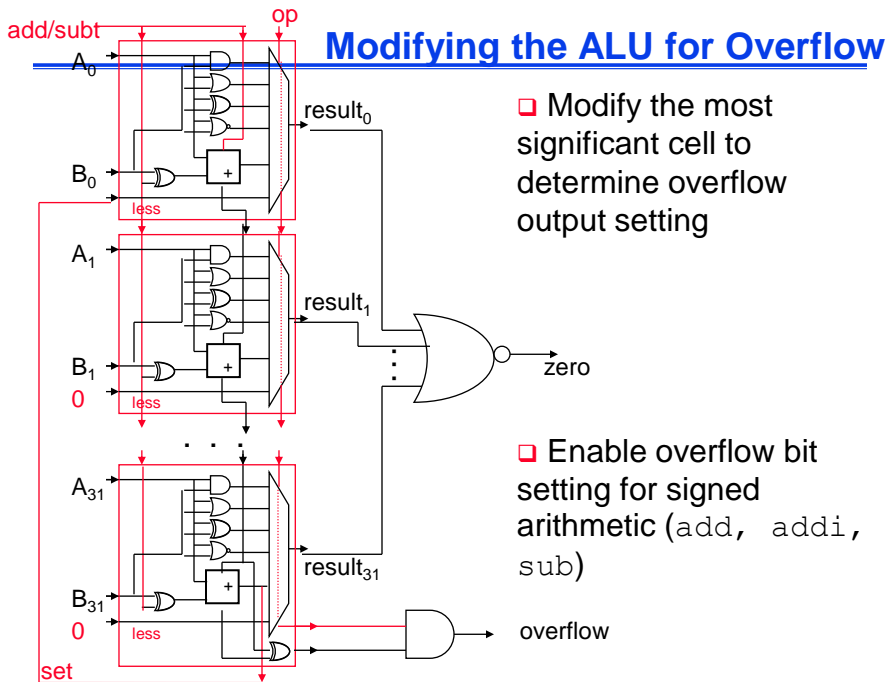 add/subt
op
Modifying the ALU for Overflow
A0
result0
B0
+
less
❑ Modify the most
significant cell to
determine overflow
output setting
A1
result1
B1
+
0
less
. . .
zero
A31
result31
B31
+
0
less
set
❑ Enable overflow bit
setting for signed
arithmetic (add, addi,
sub)
overflow